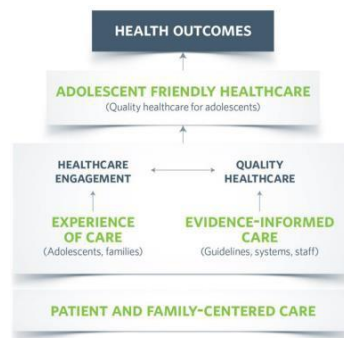 HEALTH OUTCOMES
ADOLESCENT FRIENDLY HEALTHCARE
(Quality healthcare for adolescents)
HEALTHCARE
ENGAGEMENT
QUALITY
HEALTHCARE
EXPERIENCE
OF CARE
(Adolescents, families)
EVIDENCE-INFORMED
CARE
(Guidelines, systems, staff)
PATIENT AND FAMILY-CENTERED CARE